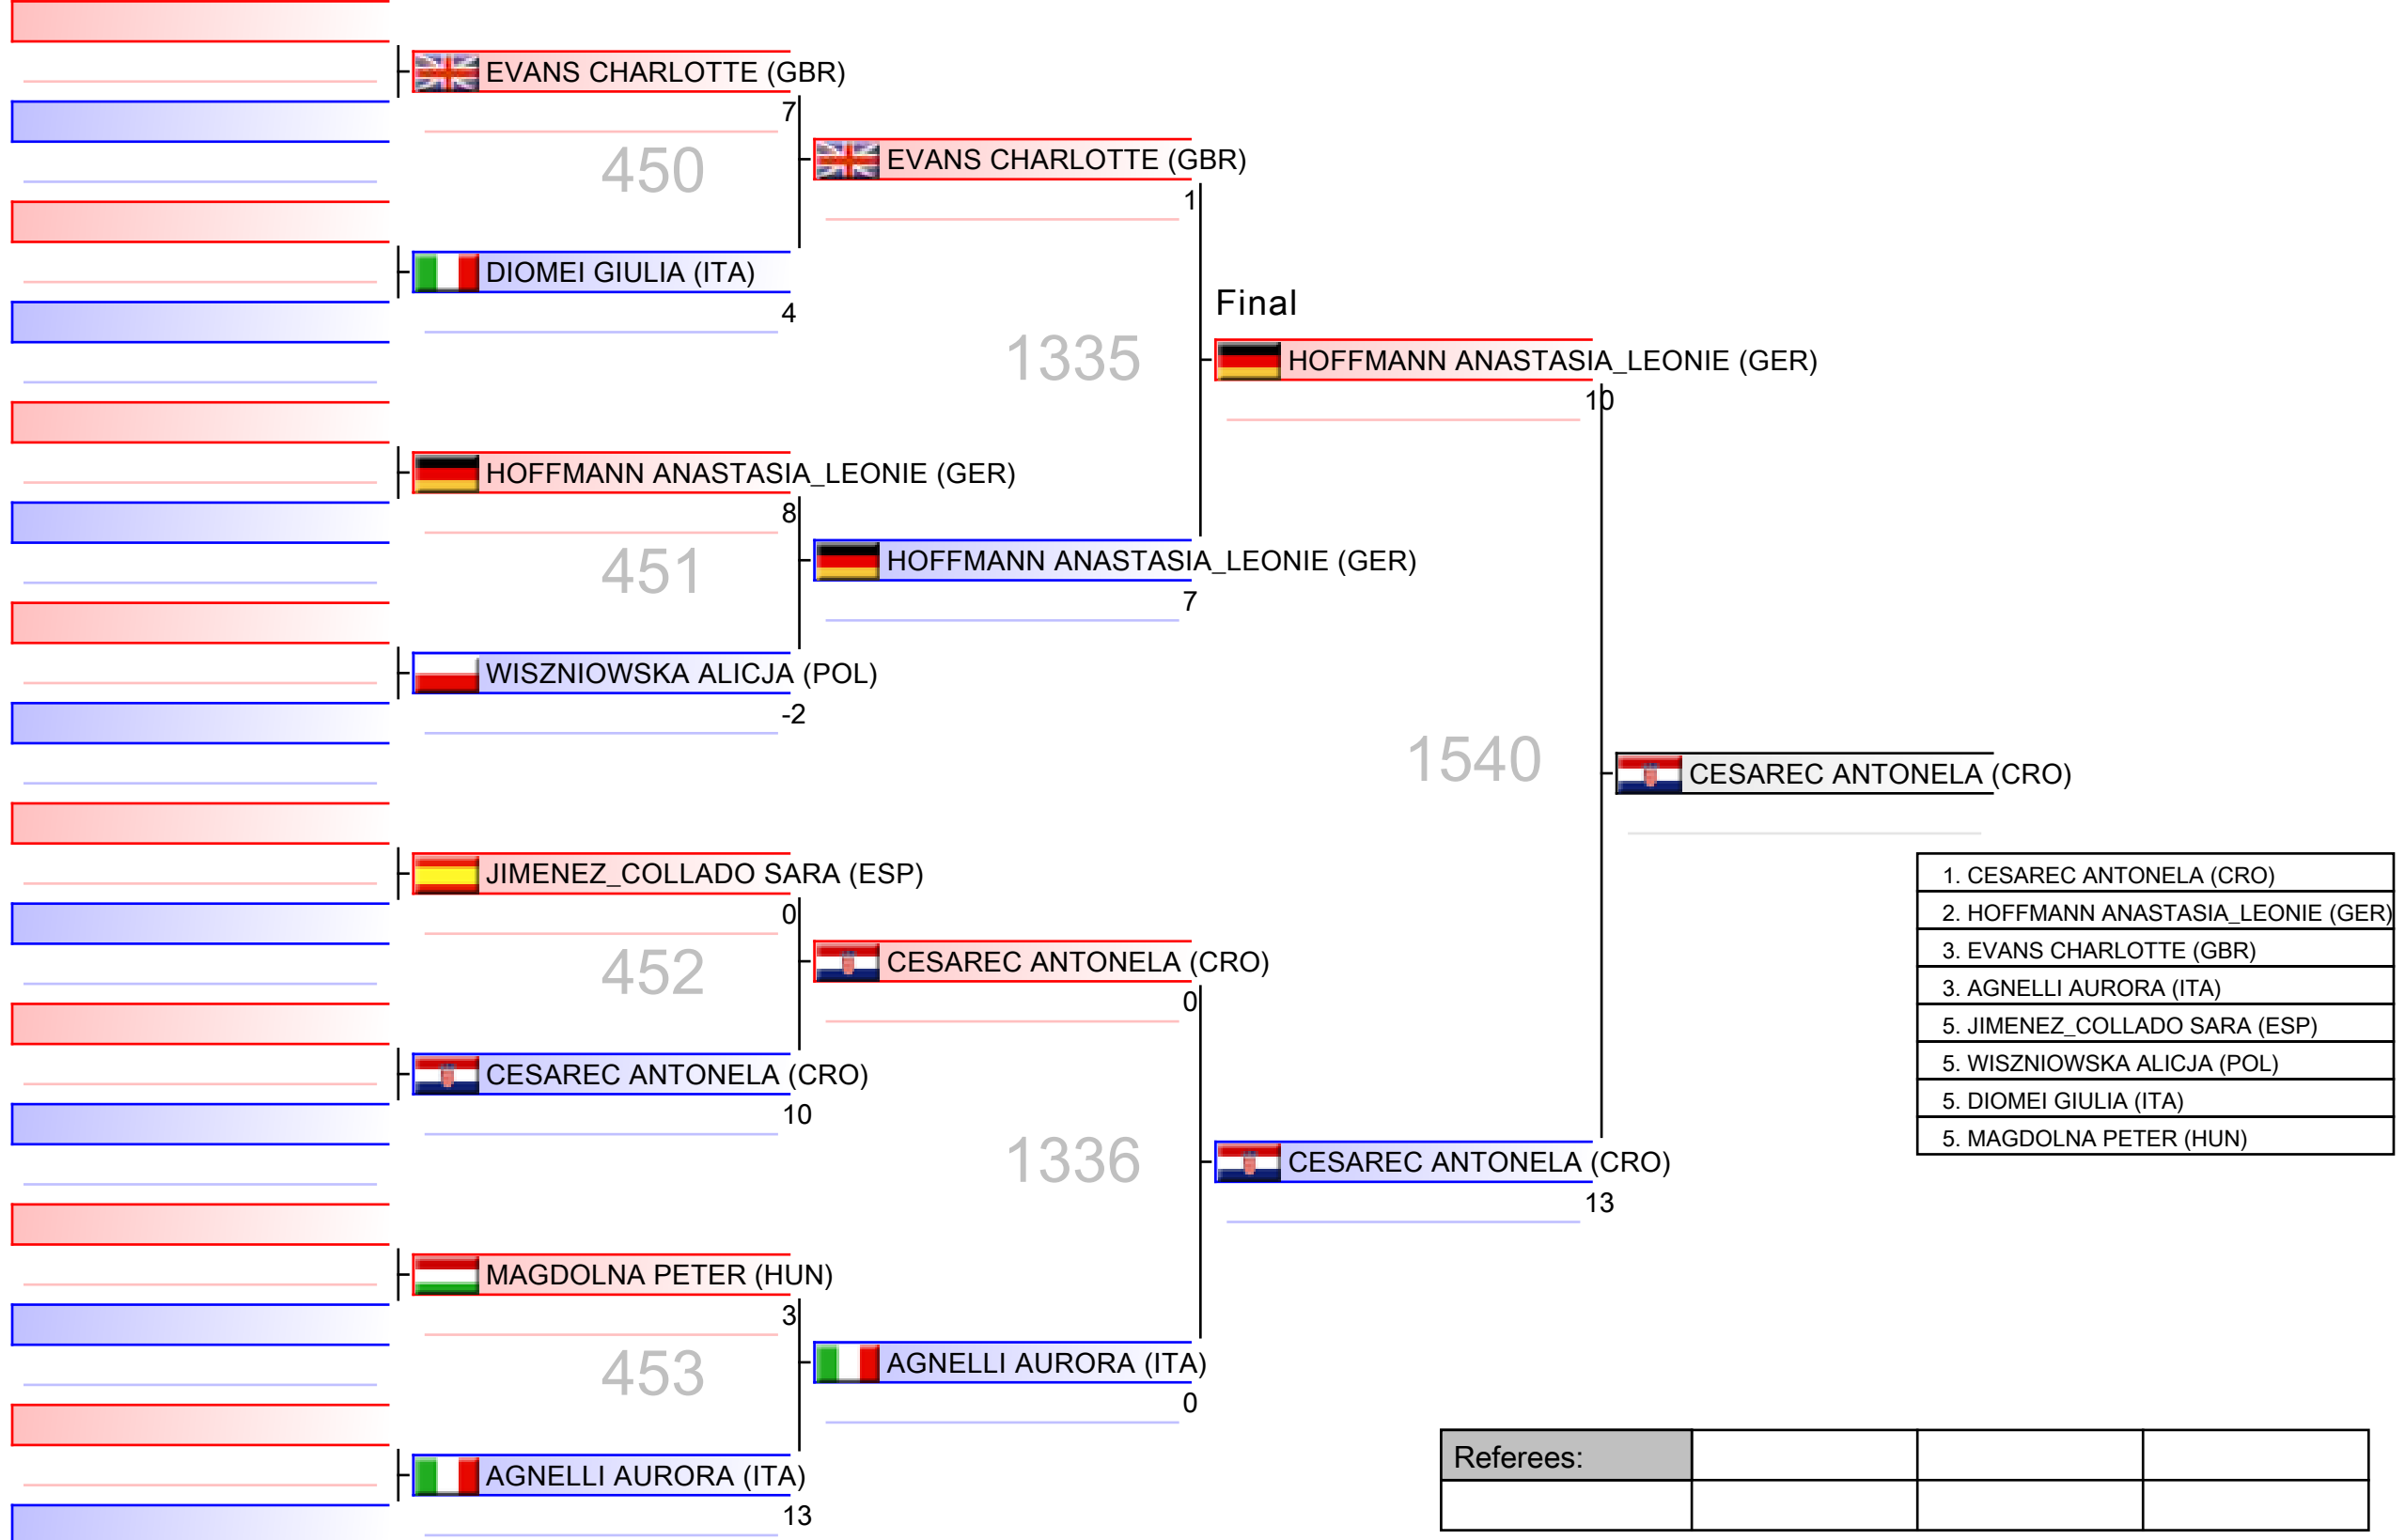 EVANS CHARLOTTE (GBR)
7
450
DIOMEI GIULIA (ITA)
4
HOFFMANN ANASTASIA_LEONIE (GER)
8
451
WISZNIOWSKA ALICJA (POL)
-2
JIMENEZ_COLLADO SARA (ESP)
0
452
CESAREC ANTONELA (CRO)
10
MAGDOLNA PETER (HUN)
3
453
AGNELLI AURORA (ITA)
13
EVANS CHARLOTTE (GBR)
1
1335
HOFFMANN ANASTASIA_LEONIE (GER)
7
CESAREC ANTONELA (CRO)
0
1336
AGNELLI AURORA (ITA)
0
Final
HOFFMANN ANASTASIA_LEONIE (GER)
10
1540
CESAREC ANTONELA (CRO)
13
CESAREC ANTONELA (CRO)
1. CESAREC ANTONELA (CRO)
2. HOFFMANN ANASTASIA_LEONIE (GER)
3. EVANS CHARLOTTE (GBR)
3. AGNELLI AURORA (ITA)
5. JIMENEZ_COLLADO SARA (ESP)
5. WISZNIOWSKA ALICJA (POL)
5. DIOMEI GIULIA (ITA)
5. MAGDOLNA PETER (HUN)
Referees: